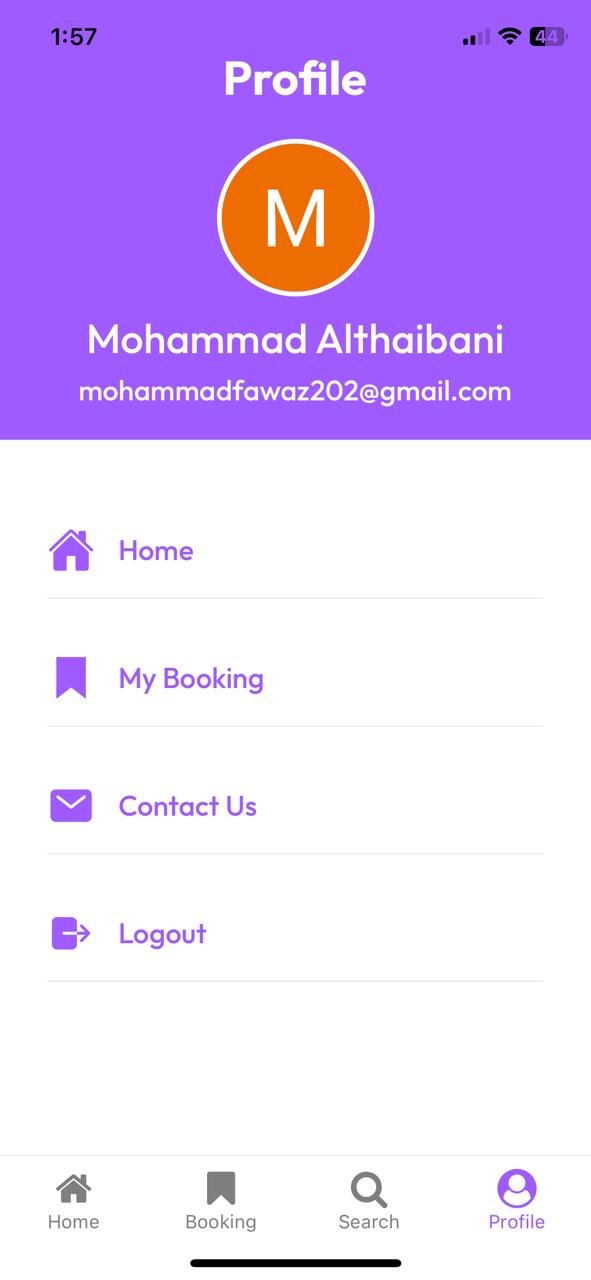 1:57
44
Profile
M
Mohammad Althaibani
mohammadfawaz202@gmail.com
Home
My Booking
Contact Us
Logout
Home
Booking
Search
Profile